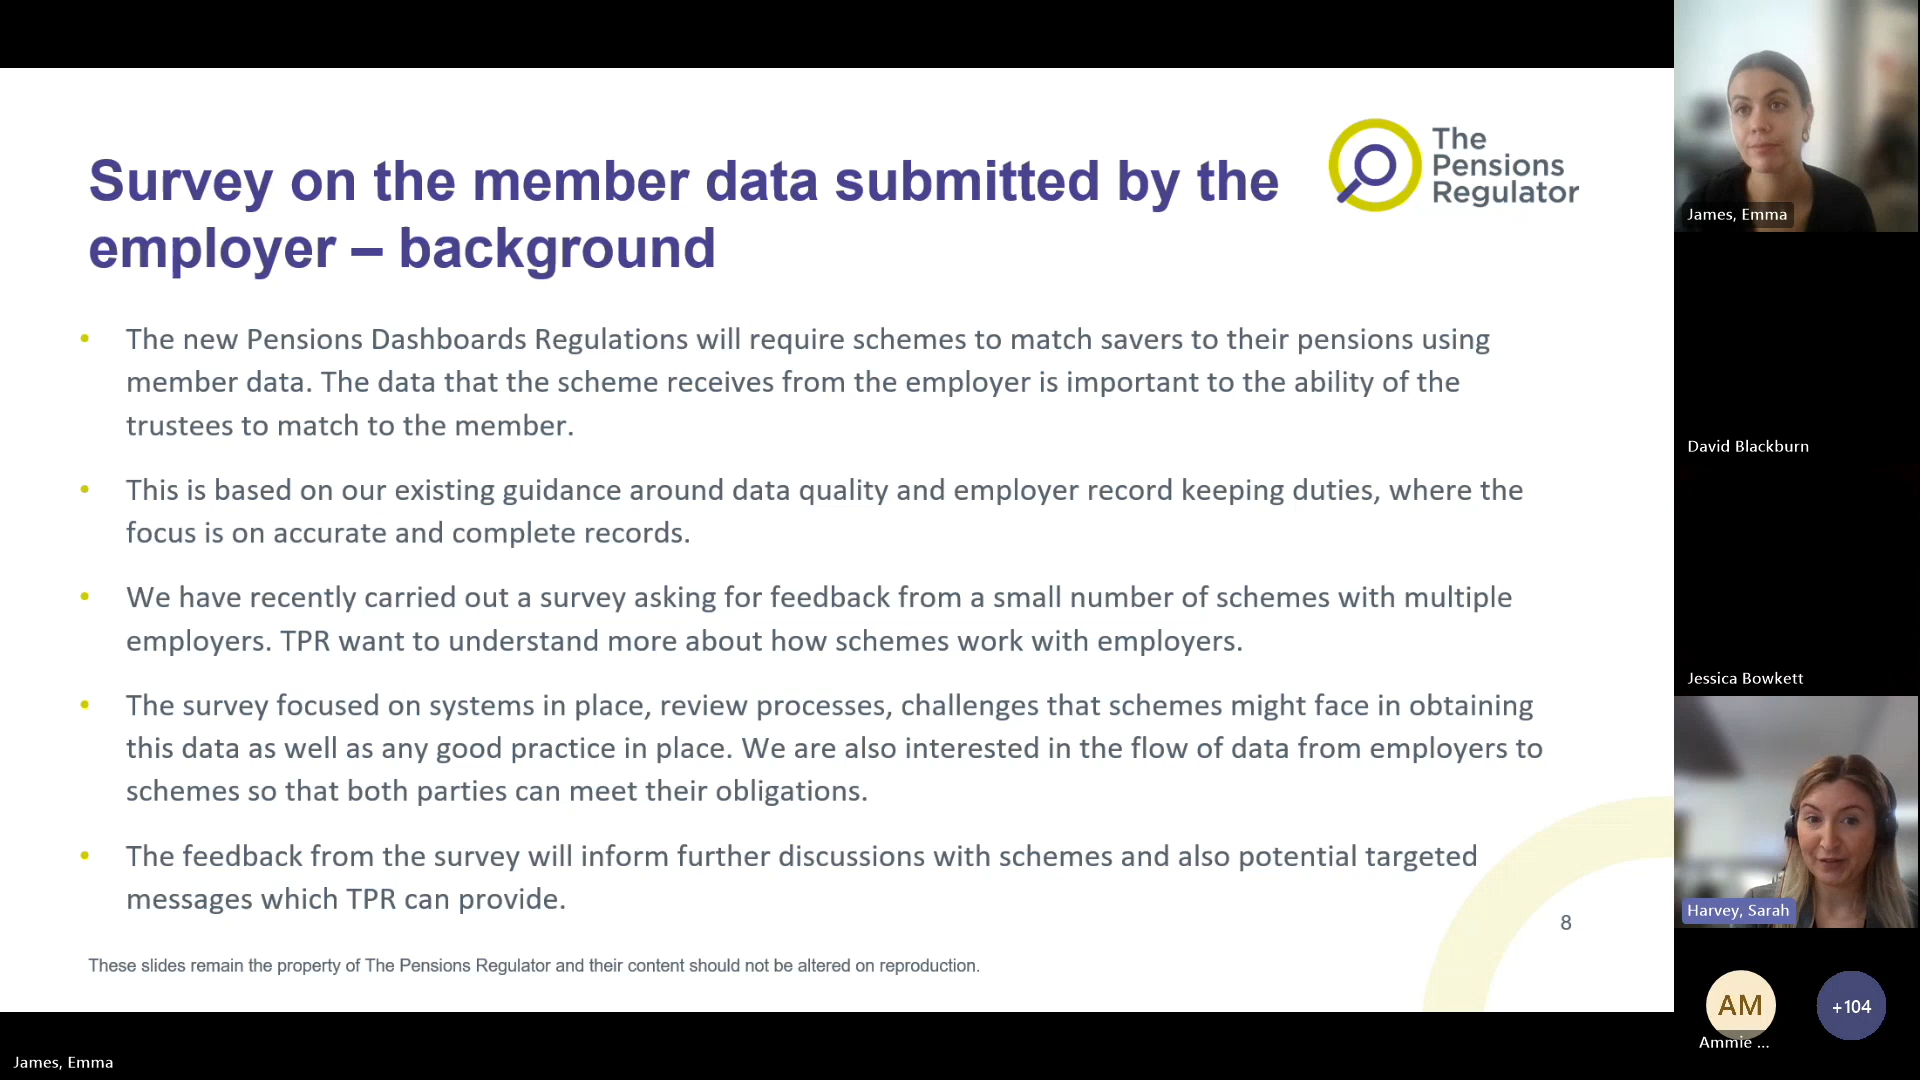 Survey on the member data submitted by the
employer – background
The
Pensions
Regulator
• The new Pensions Dashboards Regulations will require schemes to match savers to their pensions using
member data. The data that the scheme receives from the employer is important to the ability of the
trustees to match to the member.
• This is based on our existing guidance around data quality and employer record keeping duties, where the
focus is on accurate and complete records.
• We have recently carried out a survey asking for feedback from a small number of schemes with multiple
employers. TPR want to understand more about how schemes work with employers.
• The survey focused on systems in place, review processes, challenges that schemes might face in obtaining
this data as well as any good practice in place. We are also interested in the flow of data from employers to
schemes so that both parties can meet their obligations.
• The feedback from the survey will inform further discussions with schemes and also potential targeted
messages which TPR can provide.
8
These slides remain the property of The Pensions Regulator and their content should not be altered on reproduction.
James, Emma
James, Emma
David Blackburn
Jessica Bowkett
Harvey, Sarah
AM
+104
Ammie ...